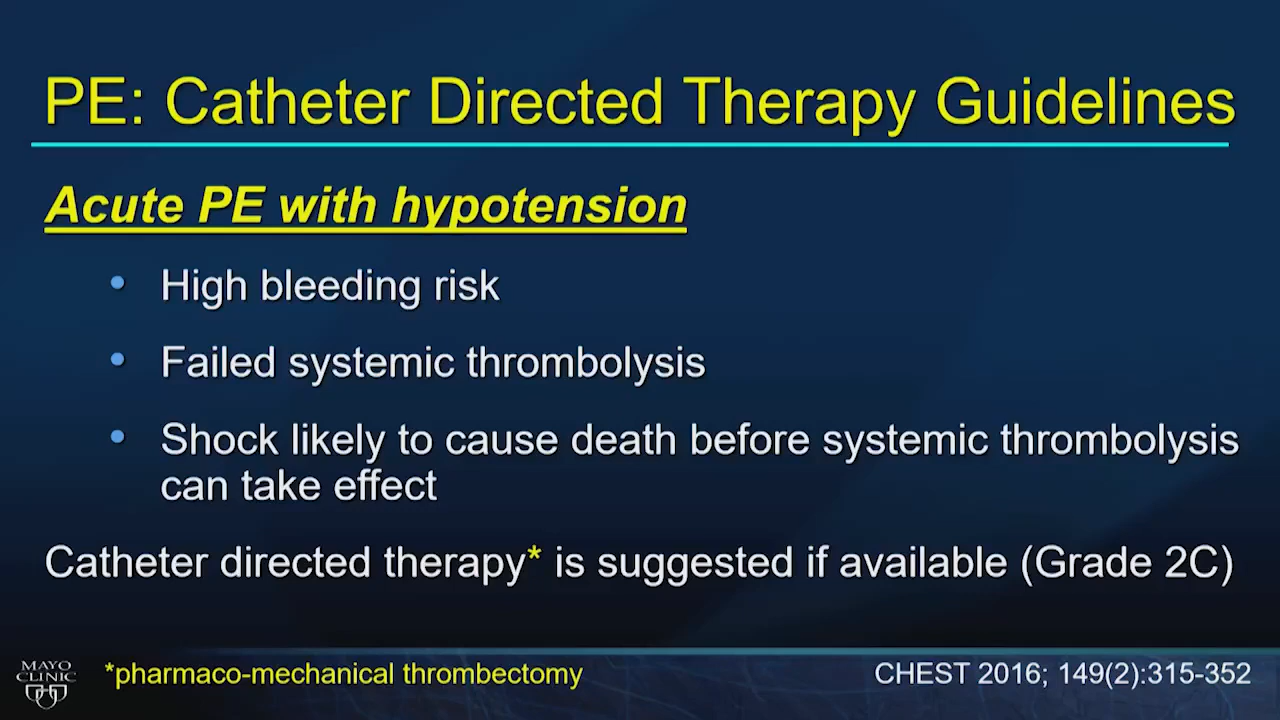 PE: Catheter Directed Therapy Guidelines
Acute PE with hypotension
• High bleeding risk
• Failed systemic thrombolysis
• Shock likely to cause death before systemic thrombolysis
can take effect
Catheter directed therapy* is suggested if available (Grade 2C)
MAYO
CLINIC
*pharmaco-mechanical thrombectomy
CHEST 2016; 149(2):315-352